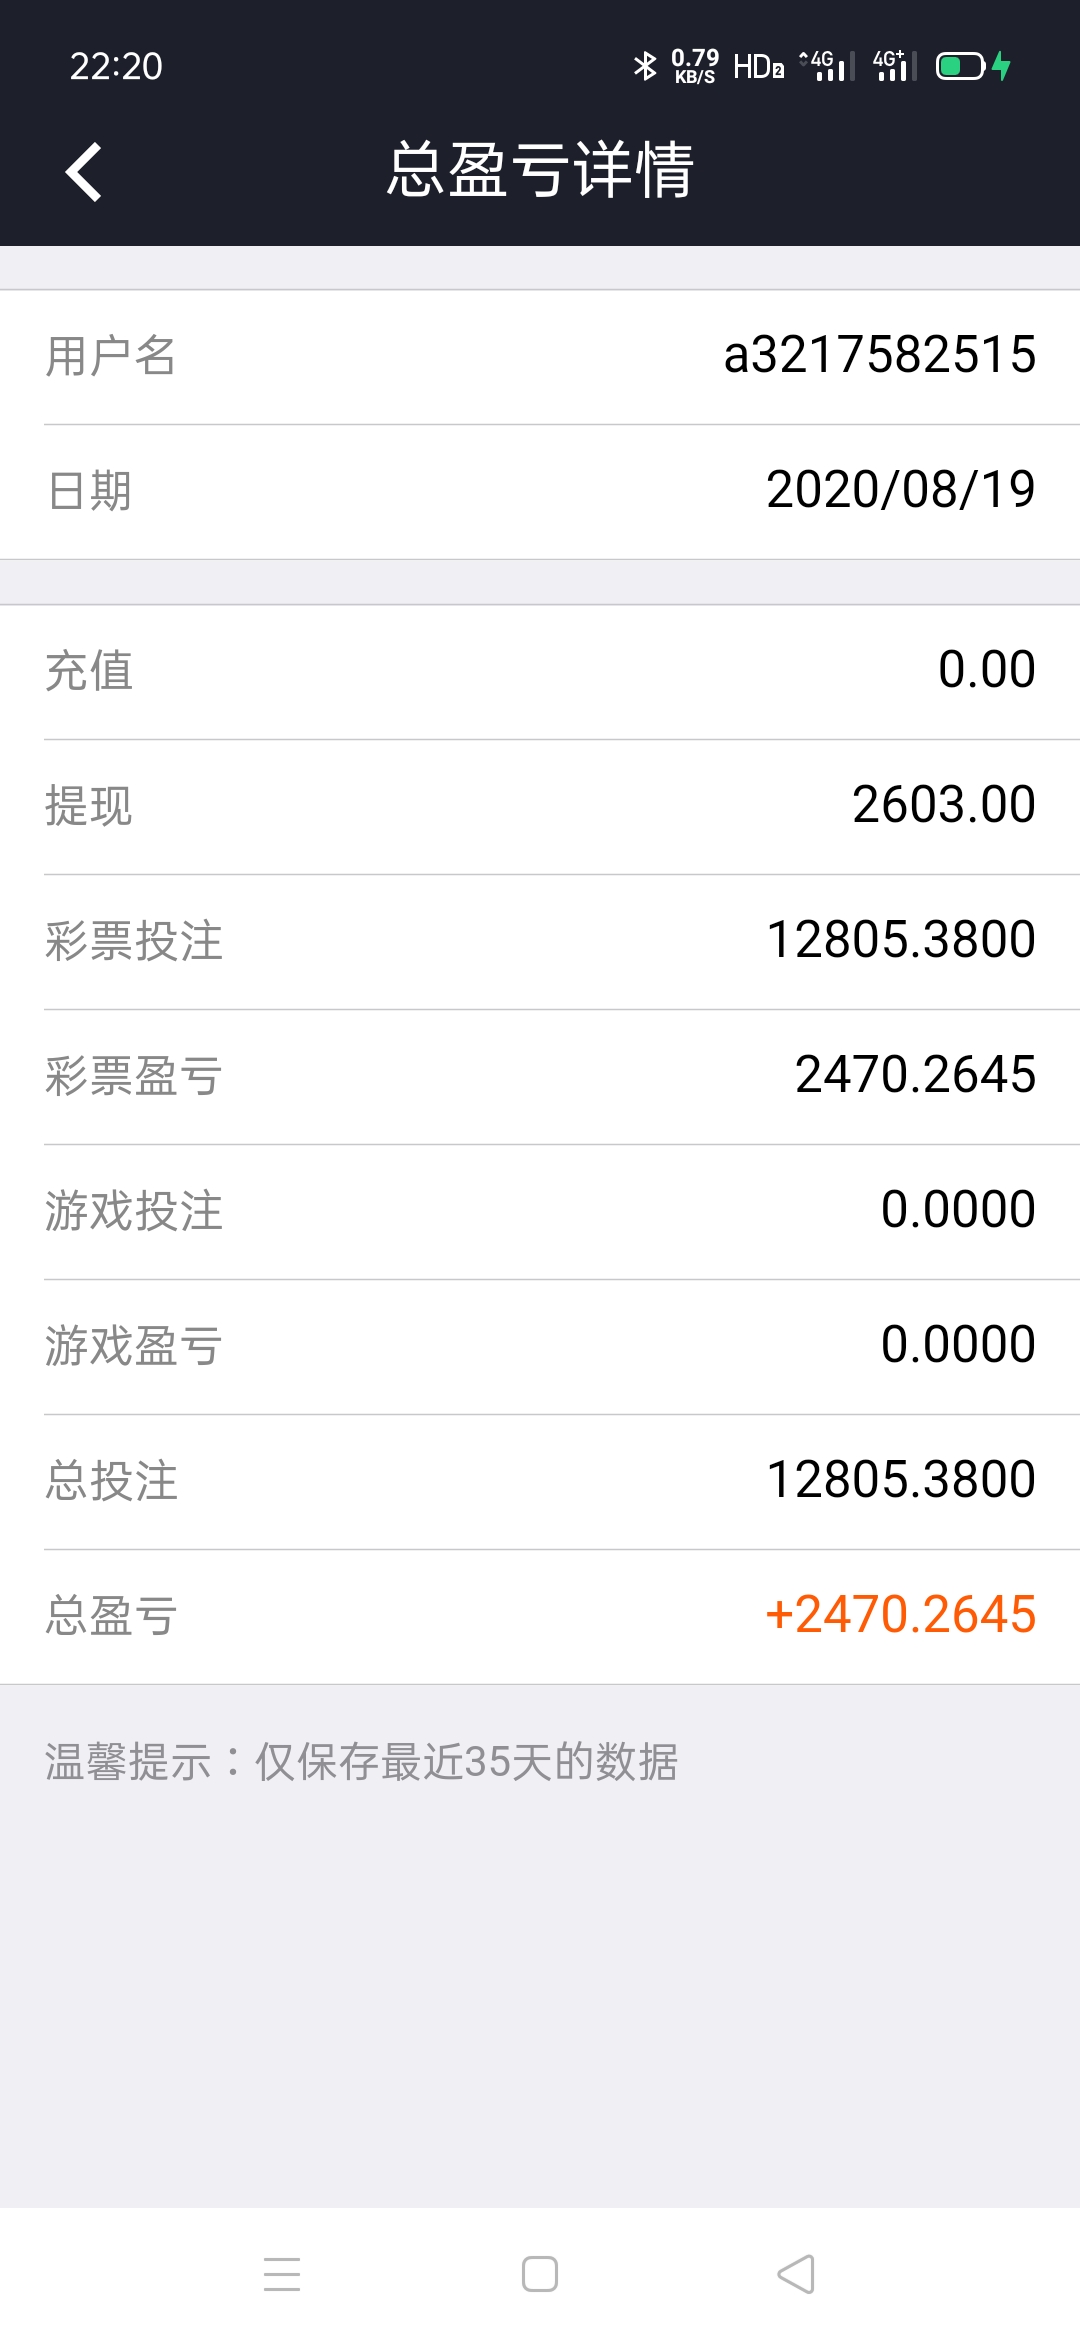 22:20 0.79 KB/S HD2 4G 4G+
总盈亏详情
用户名 a3217582515
日期 2020/08/19
充值 0.00
提现 2603.00
彩票投注 12805.3800
彩票盈亏 2470.2645
游戏投注 0.0000
游戏盈亏 0.0000
总投注 12805.3800
总盈亏 +2470.2645
温馨提示：仅保存最近35天的数据